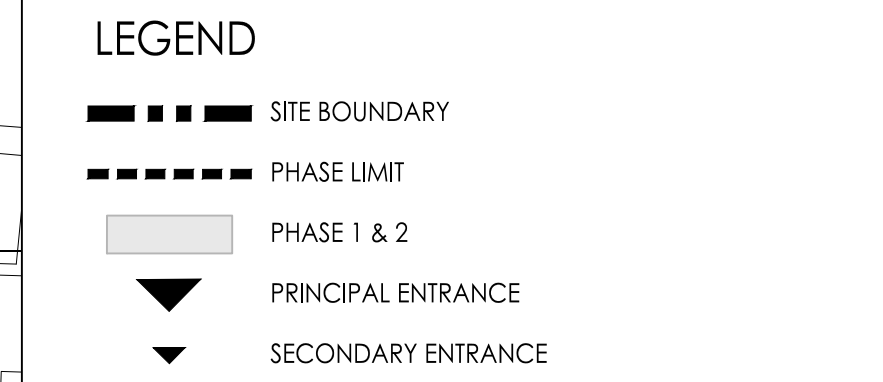 LEGEND
SITE BOUNDARY
PHASE LIMIT
PHASE 1 & 2
PRINCIPAL ENTRANCE
SECONDARY ENTRANCE